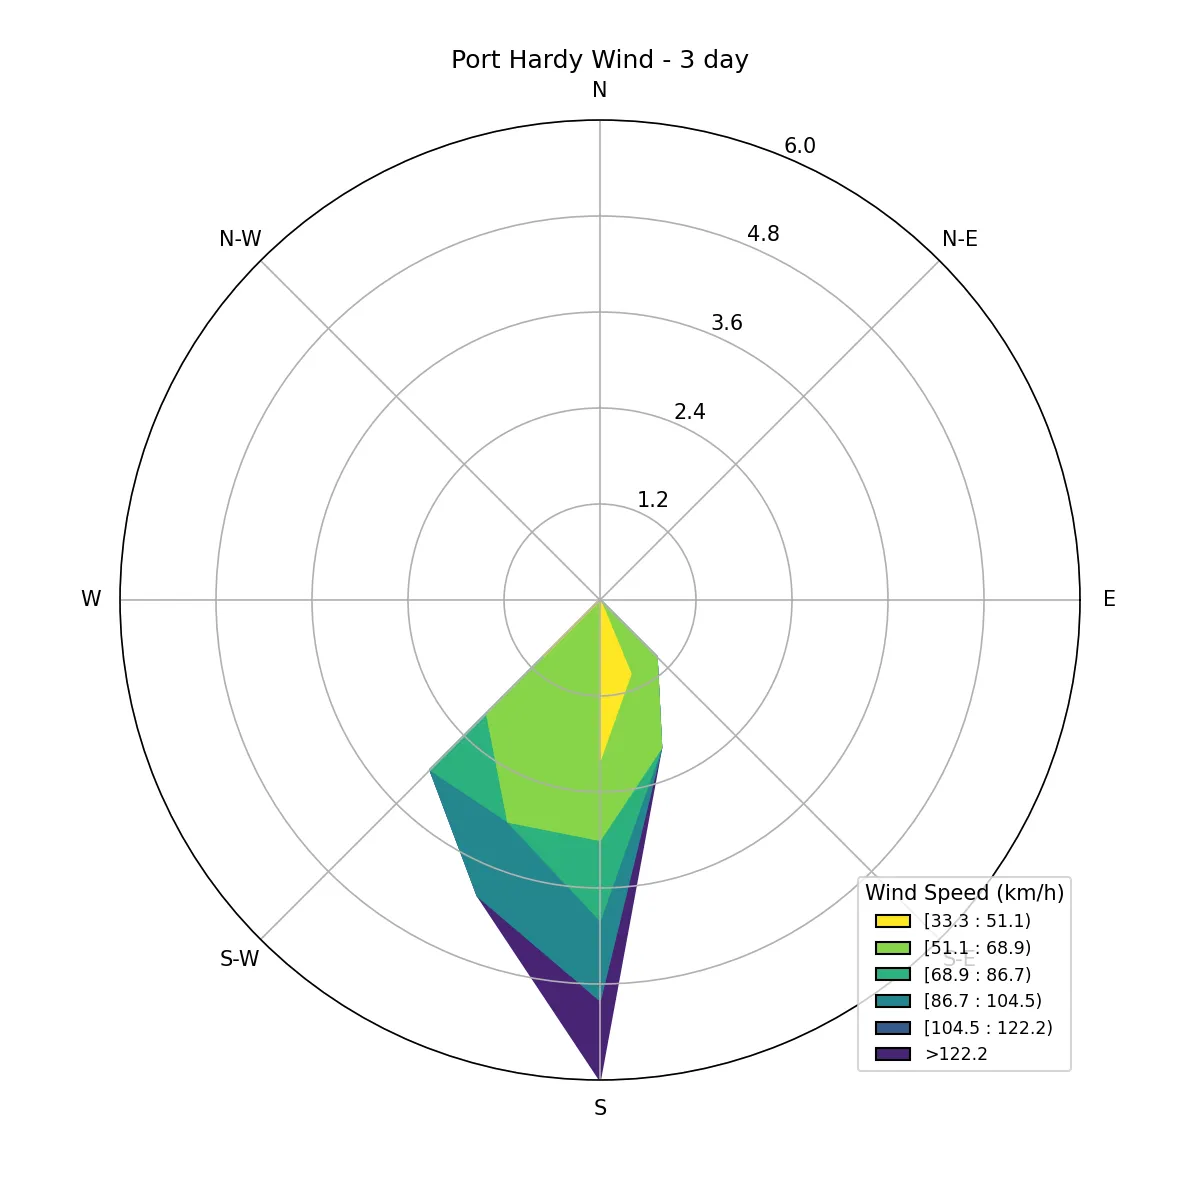 Port Hardy Wind - 3 day
N
6.0
4.8
N-W
N-E
3.6
2.4
1.2
W
E
S-W
S-E
Wind Speed (km/h)
[33.3 : 51.1)
[51.1 : 68.9)
[68.9 : 86.7)
[86.7 : 104.5)
[104.5 : 122.2)
>122.2
S